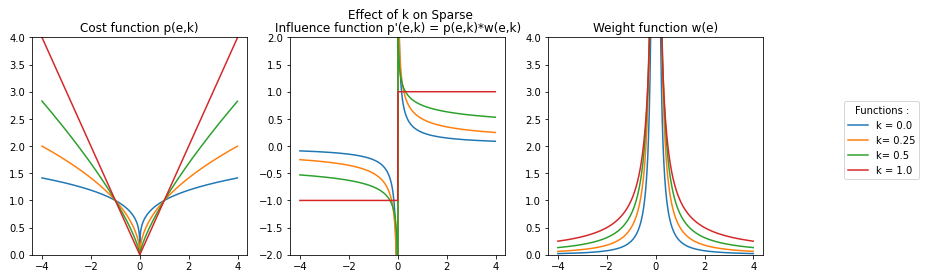 Effect of k on Sparse
Cost function p(e,k)
Influence function p'(e,k) = p(e,k)*w(e,k)
Weight function w(e)
4.0
3.5
3.0
2.5
2.0
1.5
1.0
0.5
0.0
−4 −2 0 2 4
2.0
1.5
1.0
0.5
0.0
−0.5
−1.0
−1.5
−2.0
−4 −2 0 2 4
4.0
3.5
3.0
2.5
2.0
1.5
1.0
0.5
0.0
−4 −2 0 2 4
Functions :
k = 0.0
k= 0.25
k= 0.5
k = 1.0